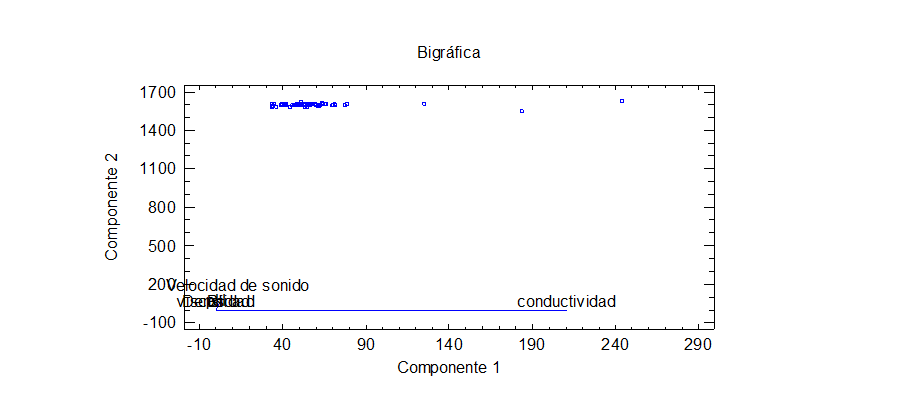 Bigráfica
Componente 2
1700
1400
1100
800
500
200
-100
Velocidad de sonido
conductividad
-10 40 90 140 190 240 290
Componente 1